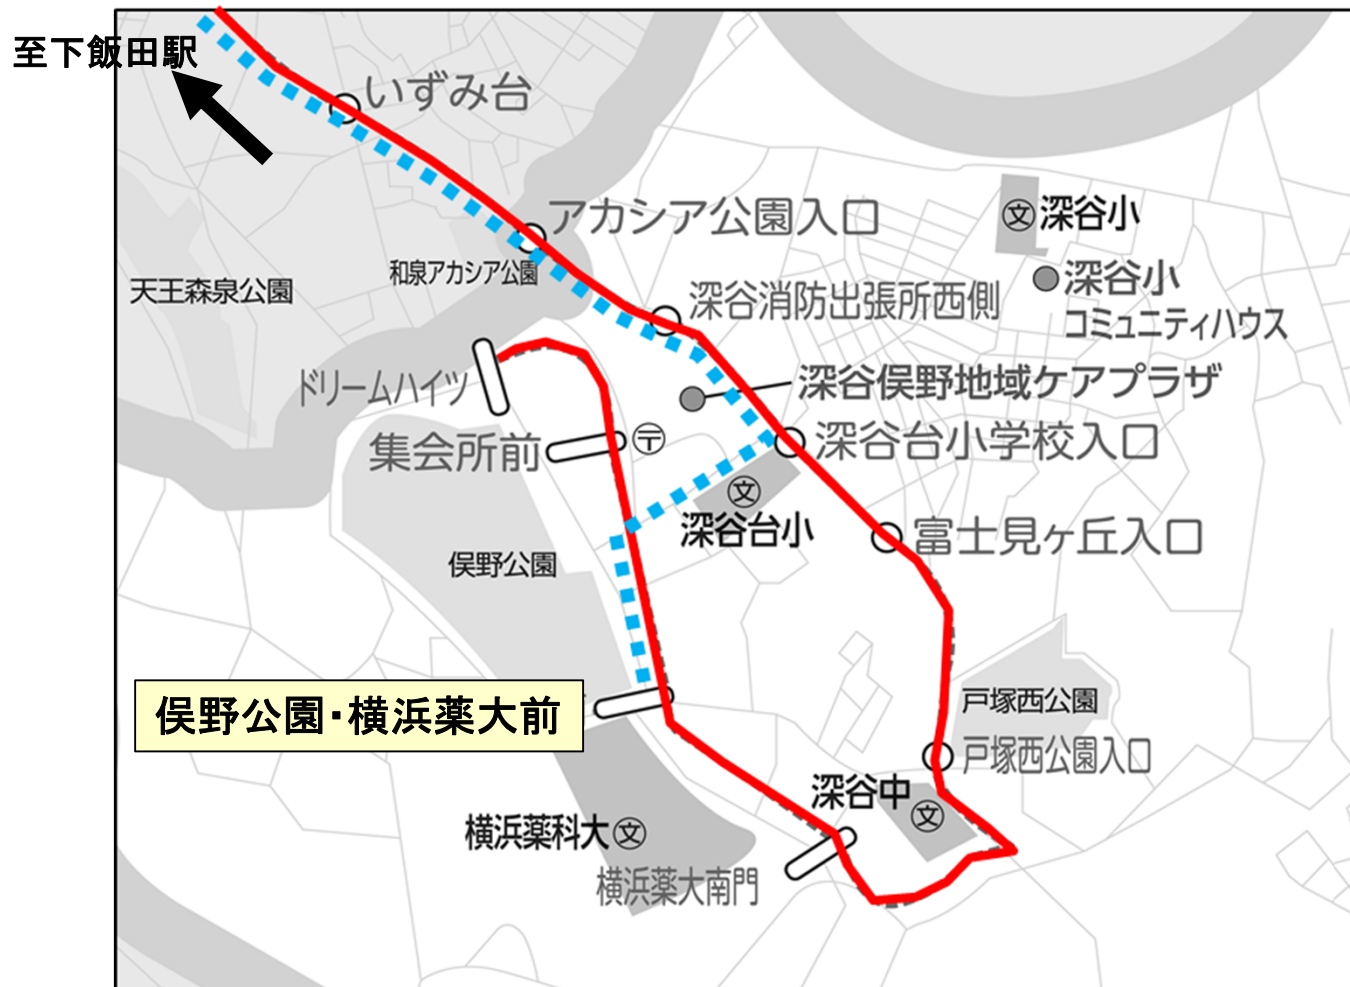 至下飯田駅
いずみ台
アカシア公園入口
文
深谷小
和泉アカシア公園
天王森泉公園
深谷小
コミュニティハウス
深谷消防出張所西側
ドリームハイツ
深谷俣野地域ケアプラザ
集会所前
〒
深谷台小学校入口
文
深谷台小
富士見ヶ丘入口
俣野公園
戸塚西公園
俣野公園・横浜薬大前
戸塚西公園入口
深谷中
文
横浜薬科大
文
横浜薬大南門